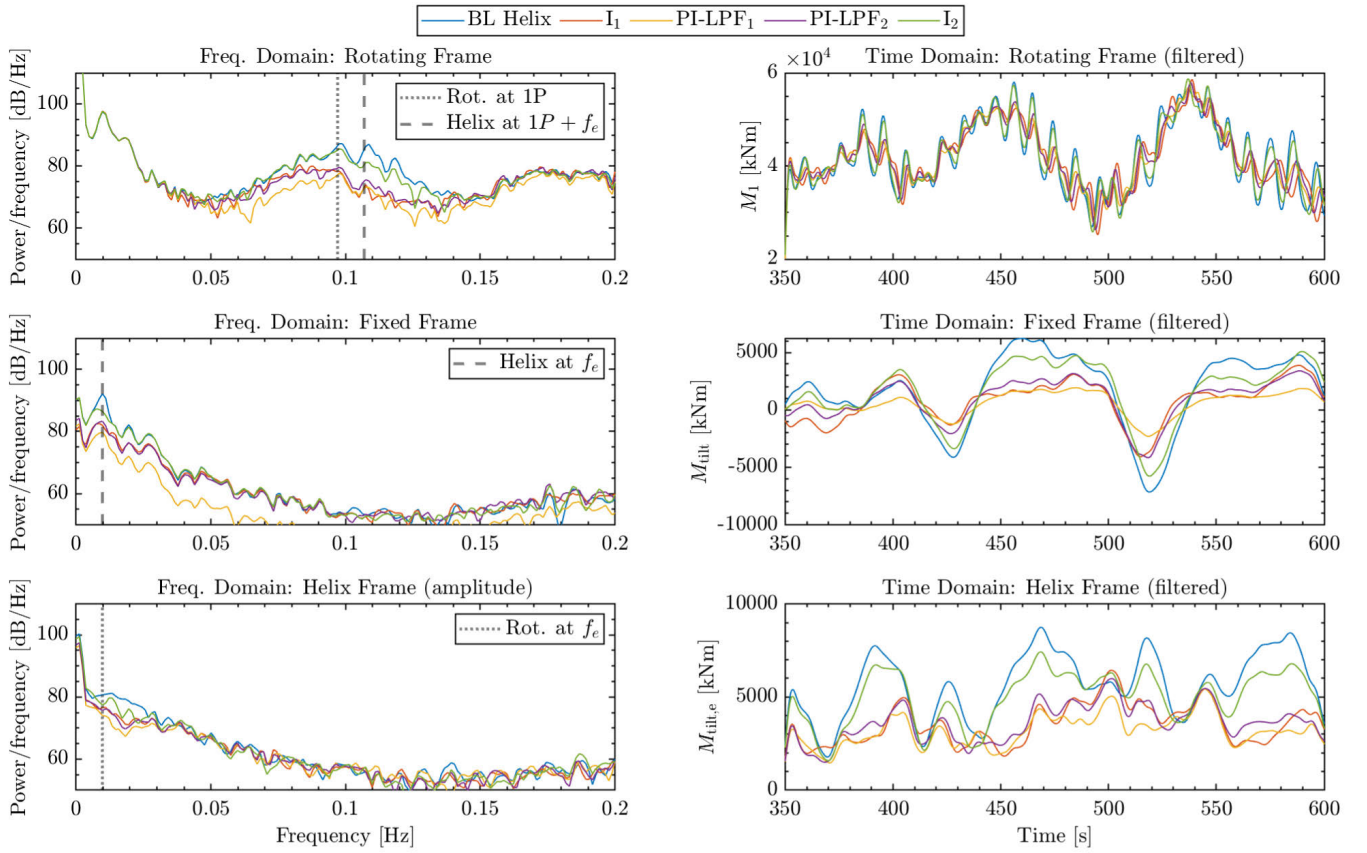 BL Helix I₁ PI-LPF₁ PI-LPF₂ I₂
Freq. Domain: Rotating Frame
Power/frequency [dB/Hz]
100
80
60
0 0.05 0.1 0.15 0.2
Rot. at 1P
Helix at 1P + fₑ
Time Domain: Rotating Frame (filtered)
×10⁴
M₁ [kNm]
6
4
2
350 400 450 500 550 600
Freq. Domain: Fixed Frame
Power/frequency [dB/Hz]
100
80
60
0 0.05 0.1 0.15 0.2
Helix at fₑ
Time Domain: Fixed Frame (filtered)
M_tilt [kNm]
5000
0
-5000
-10000
350 400 450 500 550 600
Freq. Domain: Helix Frame (amplitude)
Power/frequency [dB/Hz]
100
80
60
0 0.05 0.1 0.15 0.2
Frequency [Hz]
Rot. at fₑ
Time Domain: Helix Frame (filtered)
M_tilt,e [kNm]
10000
5000
0
350 400 450 500 550 600
Time [s]